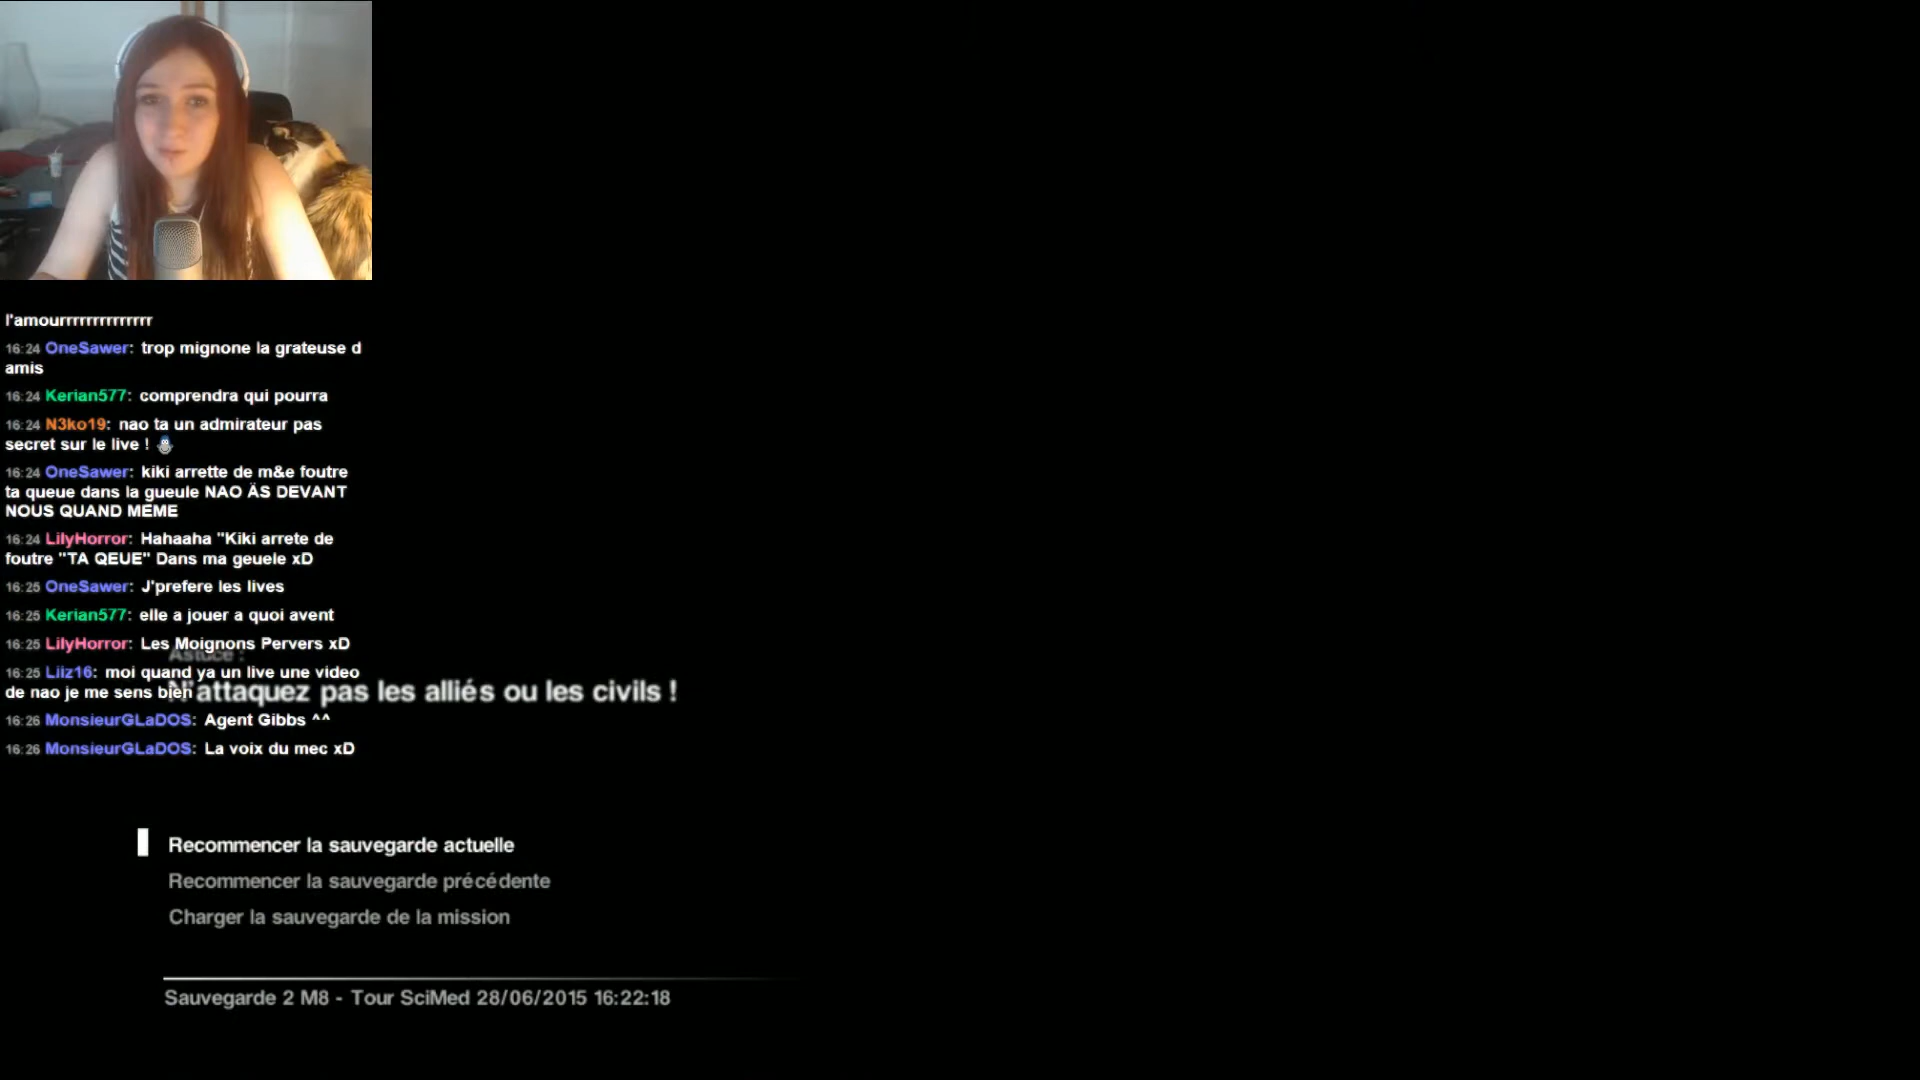 l'amourrrrrrrrrrrrrr
16:24 OneSawer: trop mignone la grateuse d
amis
16:24 Kerian577: comprendra qui pourra
16:24 N3ko19: nao ta un admirateur pas
secret sur le live !
16:24 OneSawer: kiki arrette de m&e foutre
ta queue dans la gueule NAO ÄS DEVANT
NOUS QUAND MEME
16:24 LilyHorror: Hahaaha "Kiki arrete de
foutre "TA QEUE" Dans ma geuele xD
16:25 OneSawer: J'prefere les lives
16:25 Kerian577: elle a jouer a quoi avent
16:25 LilyHorror: Les Moignons Pervers xD
Astuce :
16:25 Liiz16: moi quand ya un live une video
de nao je me sens bien
N'attaquez pas les alliés ou les civils !
16:26 MonsieurGLaDOS: Agent Gibbs ^^
16:26 MonsieurGLaDOS: La voix du mec xD
Recommencer la sauvegarde actuelle
Recommencer la sauvegarde précédente
Charger la sauvegarde de la mission
Sauvegarde 2 M8 - Tour SciMed 28/06/2015 16:22:18